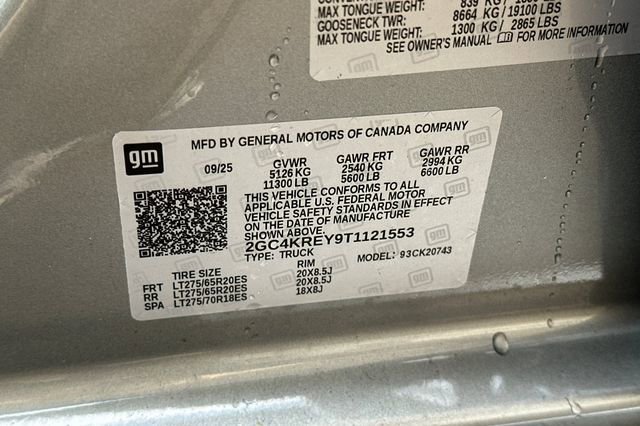 MAX TONGUE WEIGHT: 839 KG /
GOOSENECK TWR: 8664 KG / 19100 LBS
MAX TONGUE WEIGHT: 1300 KG / 2865 LBS
SEE OWNER'S MANUAL FOR MORE INFORMATION
gm
MFD BY GENERAL MOTORS OF CANADA COMPANY
09/25 GVWR GAWR FRT GAWR RR
5126 KG 2540 KG 2994 KG
11300 LB 5600 LB 6600 LB
THIS VEHICLE CONFORMS TO ALL
APPLICABLE U.S. FEDERAL MOTOR
VEHICLE SAFETY STANDARDS IN EFFECT
ON THE DATE OF MANUFACTURE
SHOWN ABOVE.
2GC4KREY9T1121553
TYPE: TRUCK MODEL: 93CK20743
TIRE SIZE RIM
FRT LT275/65R20ES 20X8.5J
RR LT275/65R20ES 20X8.5J
SPA LT275/70R18ES 18X8J